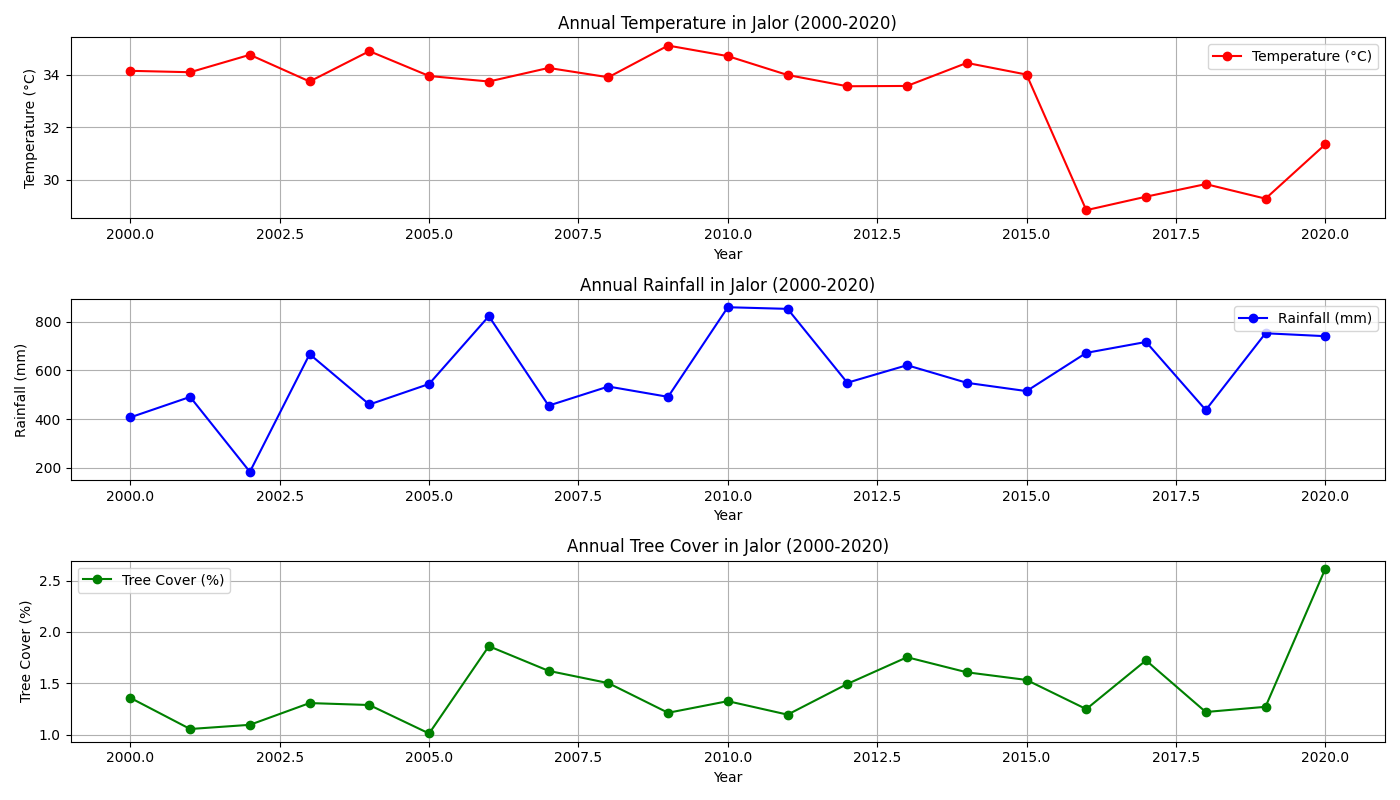 Annual Temperature in Jalor (2000-2020)
Temperature (°C)
34
32
30
Temperature (°C)
2000.0 2002.5 2005.0 2007.5 2010.0 2012.5 2015.0 2017.5 2020.0
Year
Annual Rainfall in Jalor (2000-2020)
Rainfall (mm)
800
600
400
200
Rainfall (mm)
2000.0 2002.5 2005.0 2007.5 2010.0 2012.5 2015.0 2017.5 2020.0
Year
Annual Tree Cover in Jalor (2000-2020)
Tree Cover (%)
2.5
2.0
1.5
1.0
Tree Cover (%)
2000.0 2002.5 2005.0 2007.5 2010.0 2012.5 2015.0 2017.5 2020.0
Year